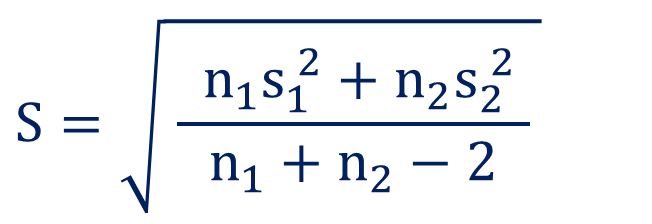 S = √((n₁s₁² + n₂s₂²) / (n₁ + n₂ − 2))